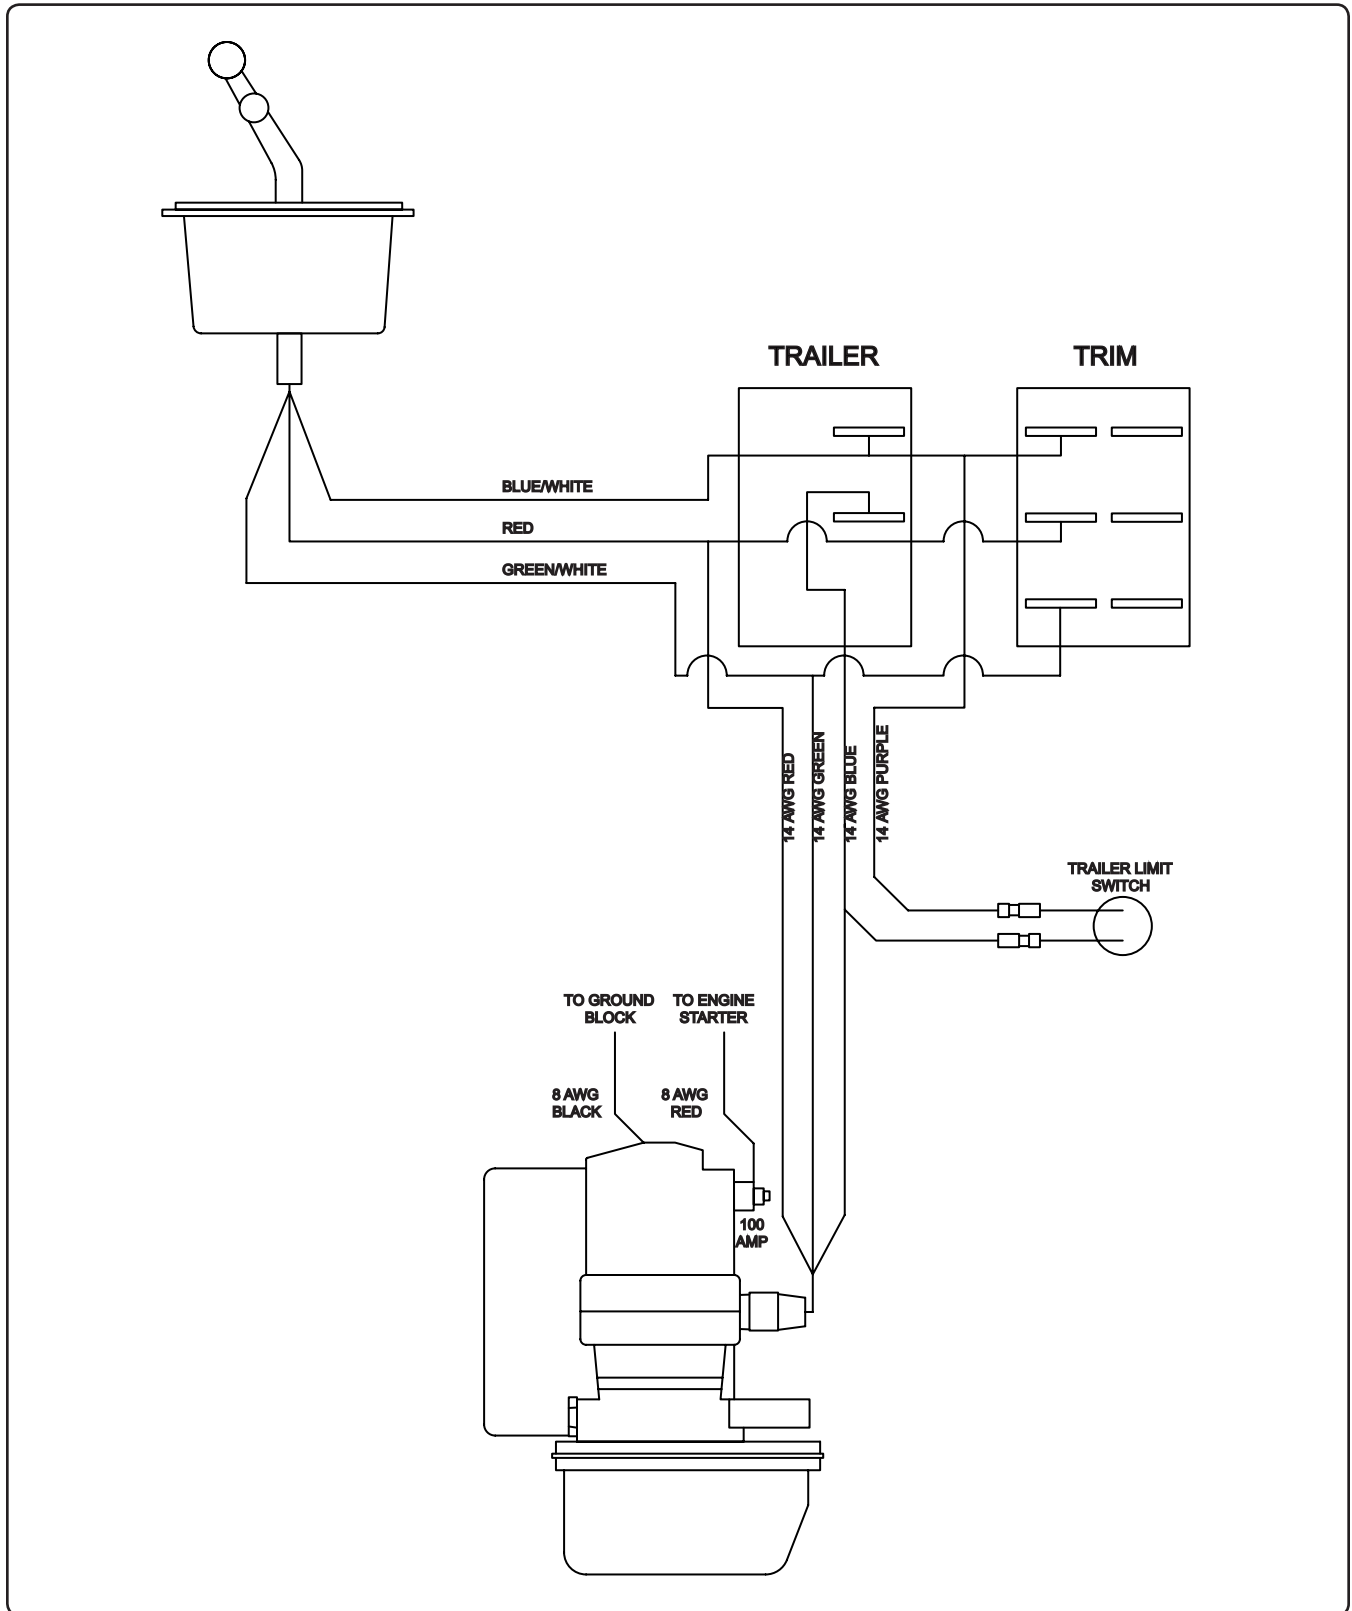 TRAILER
TRIM
BLUE/WHITE
RED
GREEN/WHITE
14 AWG RED
14 AWG GREEN
14 AWG BLUE
14 AWG PURPLE
TRAILER LIMIT
SWITCH
TO GROUND
BLOCK
TO ENGINE
STARTER
8 AWG
BLACK
8 AWG
RED
100
AMP